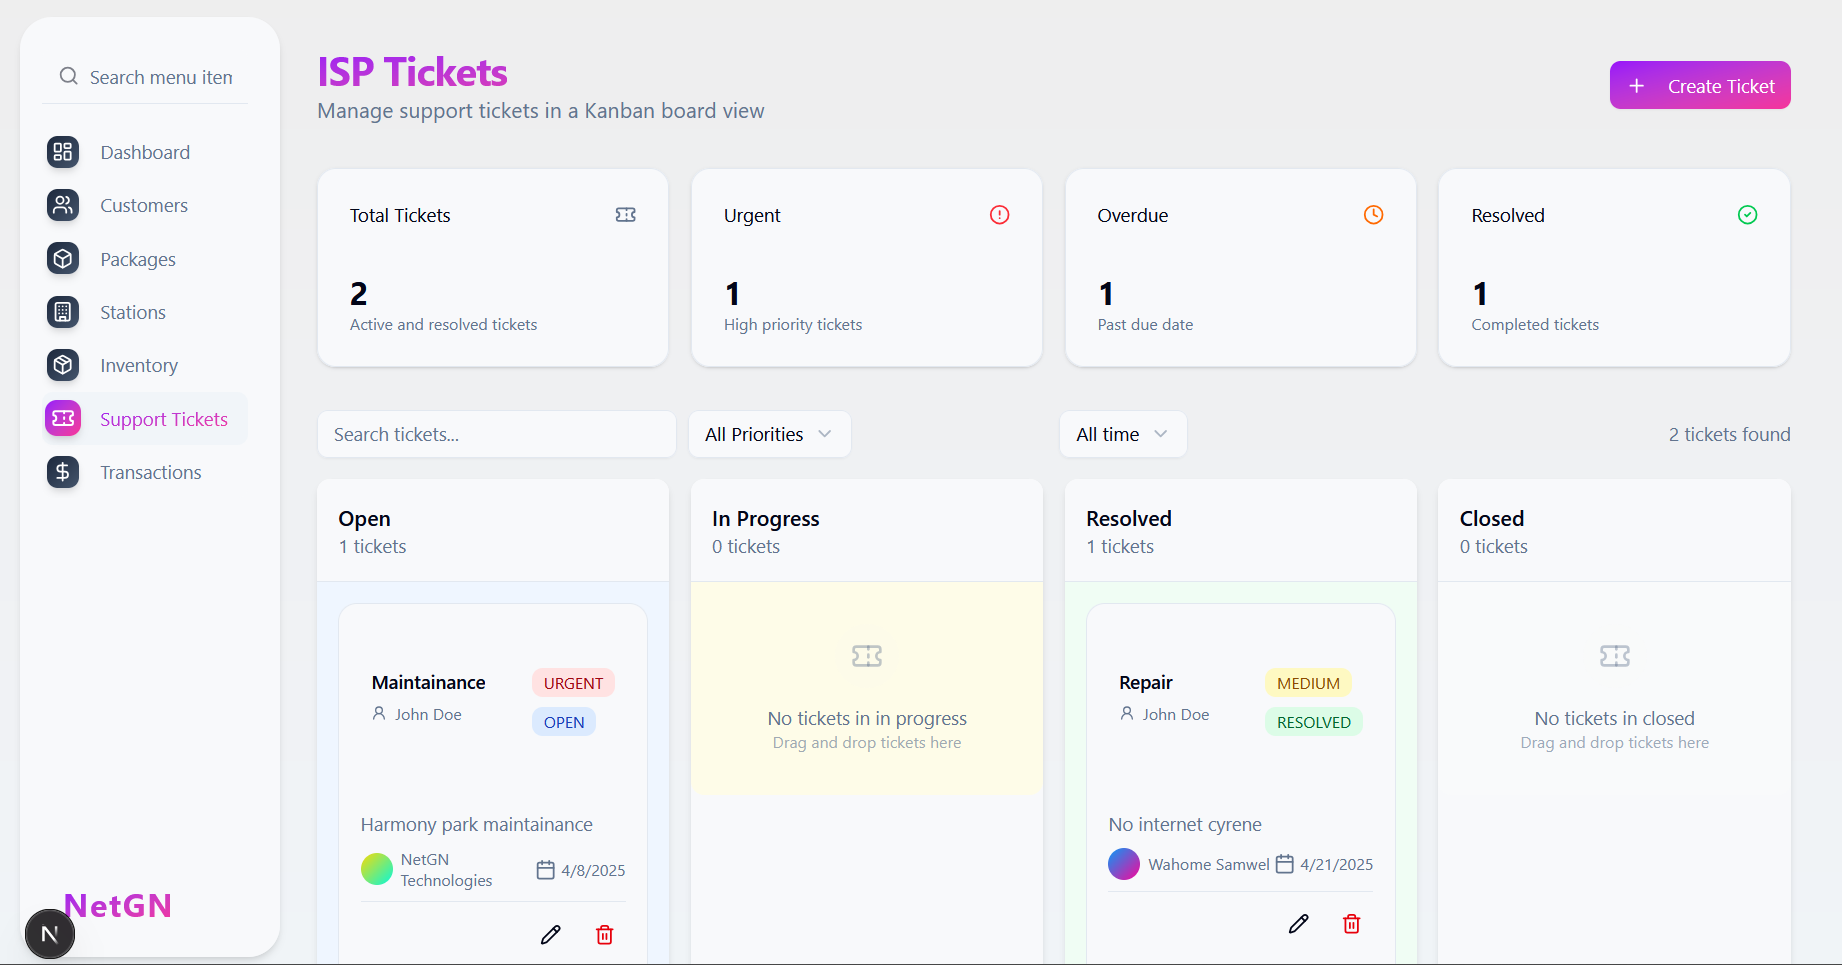 Search menu item
Dashboard
Customers
Packages
Stations
Inventory
Support Tickets
Transactions
NetGN
N
ISP Tickets
Manage support tickets in a Kanban board view
Create Ticket
Total Tickets
2
Active and resolved tickets
Urgent
1
High priority tickets
Overdue
1
Past due date
Resolved
1
Completed tickets
Search tickets...
All Priorities
All time
2 tickets found
Open
1 tickets
Maintainance
URGENT
John Doe
OPEN
Harmony park maintainance
NetGN
Technologies
4/8/2025
In Progress
0 tickets
No tickets in in progress
Drag and drop tickets here
Resolved
1 tickets
Repair
MEDIUM
John Doe
RESOLVED
No internet cyrene
Wahome Samwel
4/21/2025
Closed
0 tickets
No tickets in closed
Drag and drop tickets here